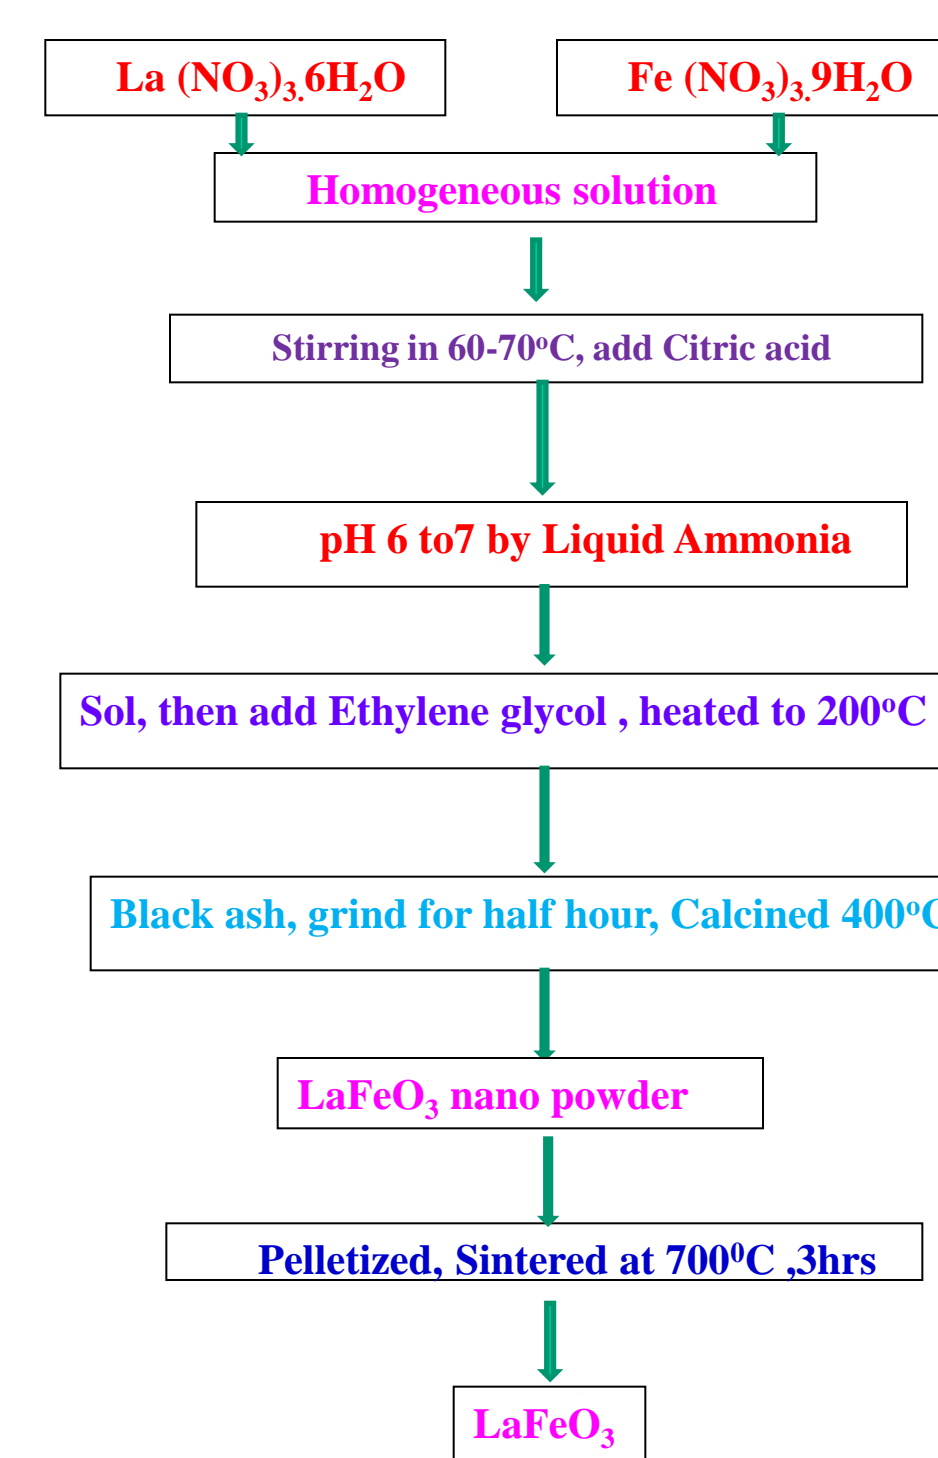 La (NO₃)₃.6H₂O
Fe (NO₃)₃.9H₂O
Homogeneous solution
Stirring in 60-70ᵒC, add Citric acid
pH 6 to7 by Liquid Ammonia
Sol, then add Ethylene glycol , heated to 200ᵒC
Black ash, grind for half hour, Calcined 400ᵒC
LaFeO₃ nano powder
Pelletized, Sintered at 700⁰C ,3hrs
LaFeO₃